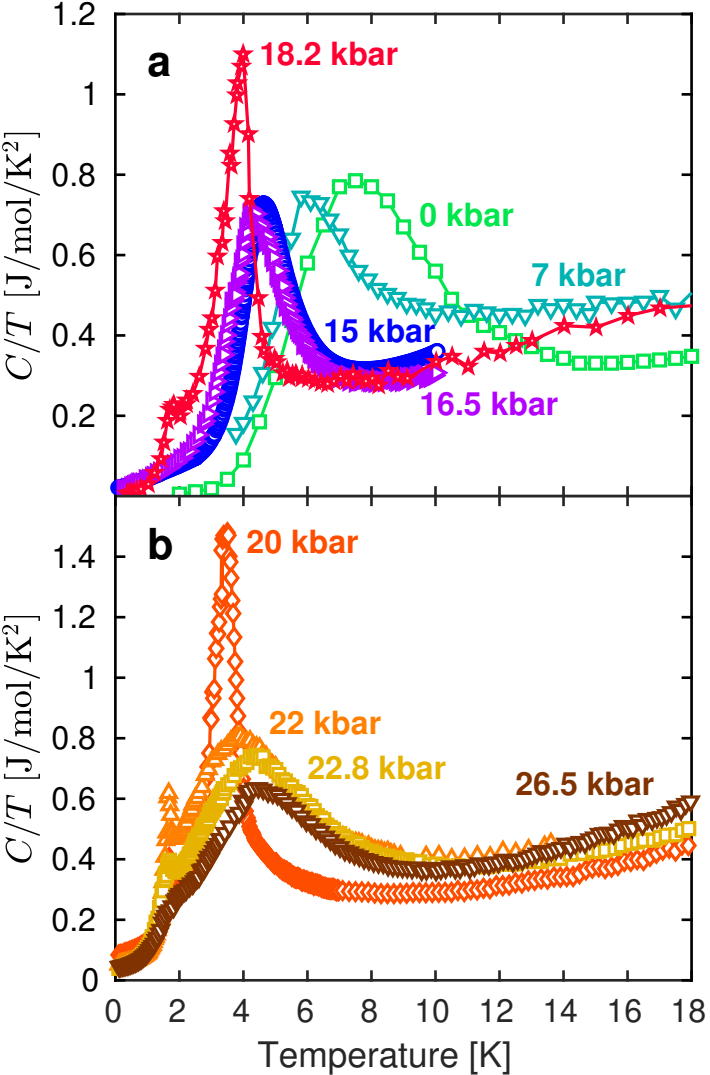 1.2
a
18.2 kbar
1
0.8
0 kbar
0.6
7 kbar
0.4
15 kbar
16.5 kbar
0.2
C/T [J/mol/K²]
b
20 kbar
1.4
1.2
1
22 kbar
0.8
22.8 kbar
26.5 kbar
0.6
0.4
0.2
0
C/T [J/mol/K²]
0 2 4 6 8 10 12 14 16 18
Temperature [K]